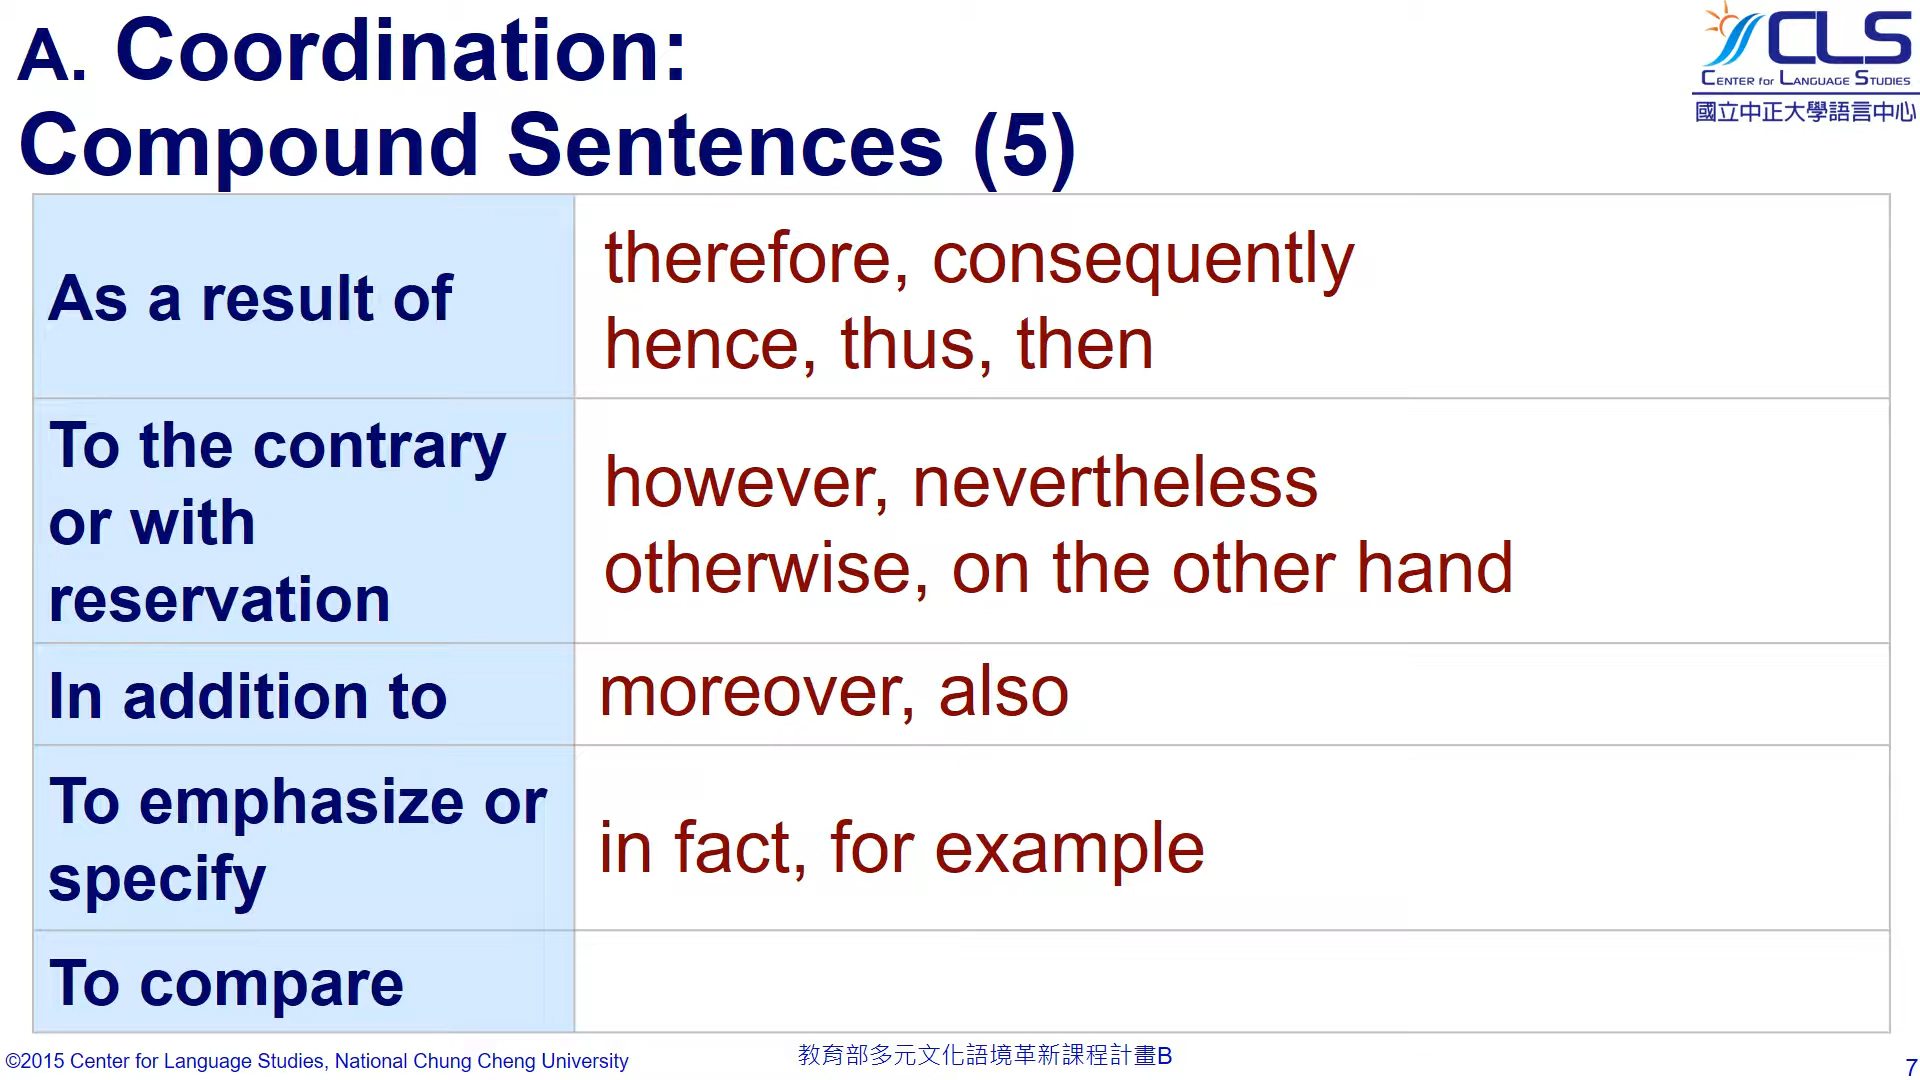 A. Coordination:
Compound Sentences (5)
CLS
CENTER for LANGUAGE STUDIES
國立中正大學語言中心
As a result of
therefore, consequently
hence, thus, then
To the contrary
or with
reservation
however, nevertheless
otherwise, on the other hand
In addition to
moreover, also
To emphasize or
specify
in fact, for example
To compare
©2015 Center for Language Studies, National Chung Cheng University
教育部多元文化語境革新課程計畫B
7